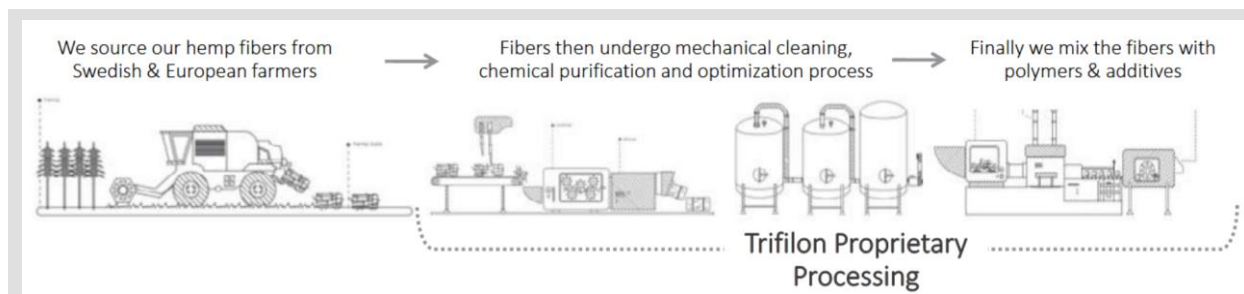 We source our hemp fibers from
Swedish & European farmers
Fibers then undergo mechanical cleaning,
chemical purification and optimization process
Finally we mix the fibers with
polymers & additives
Trifilon Proprietary
Processing